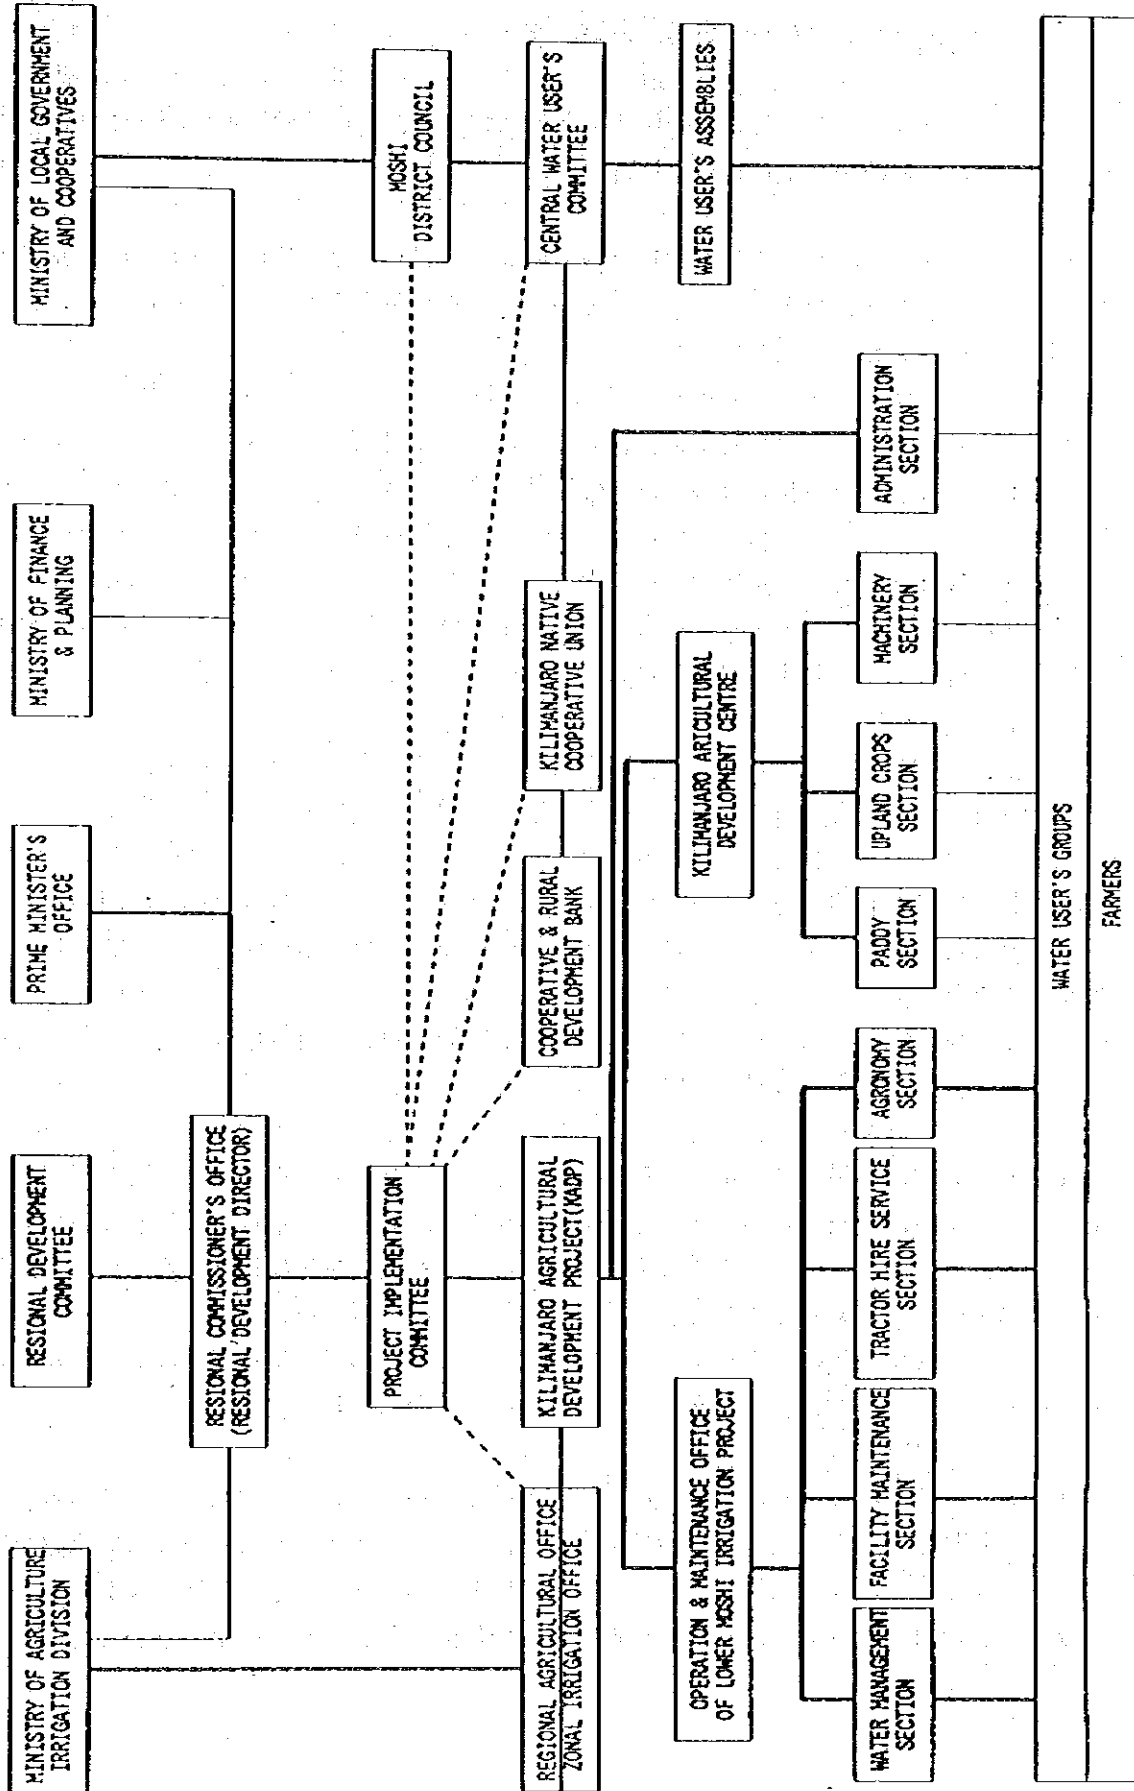 MINISTRY OF AGRICULTURE
IRRIGATION DIVISION
RESIONAL DEVELOPMENT
COMMITTEE
PRIME MINISTER'S
OFFICE
MINISTRY OF FINANCE
& PLANNING
MINISTRY OF LOCAL GOVERNMENT
AND COOPERATIVES
RESIONAL COMMISSIONER'S OFFICE
(RESIONAL DEVELOPMENT DIRECTOR)
PROJECT IMPLEMENTATION
COMMITTEE
MOSHI
DISTRICT COUNCIL
REGIONAL AGRICULTURAL OFFICE
ZONAL IRRIGATION OFFICE
KILIMANJARO AGRICULTURAL
DEVELOPMENT PROJECT(KADP)
COOPERATIVE & RURAL
DEVELOPMENT BANK
KILIMANJARO NATIVE
COOPERATIVE UNION
CENTRAL WATER USER'S
COMMITTEE
OPERATION & MAINTENANCE OFFICE
OF LOWER MOSHI IRRIGATION PROJECT
KILIMANJARO ARICULTURAL
DEVELOPMENT CENTRE
WATER USER'S ASSEMBLIES
WATER MANAGEMENT
SECTION
FACILITY MAINTENANCE
SECTION
TRACTOR HIRE SERVICE
SECTION
AGRONOMY
SECTION
PADDY
SECTION
UPLAND CROPS
SECTION
MACHINERY
SECTION
ADMINISTRATION
SECTION
WATER USER'S GROUPS
FARMERS